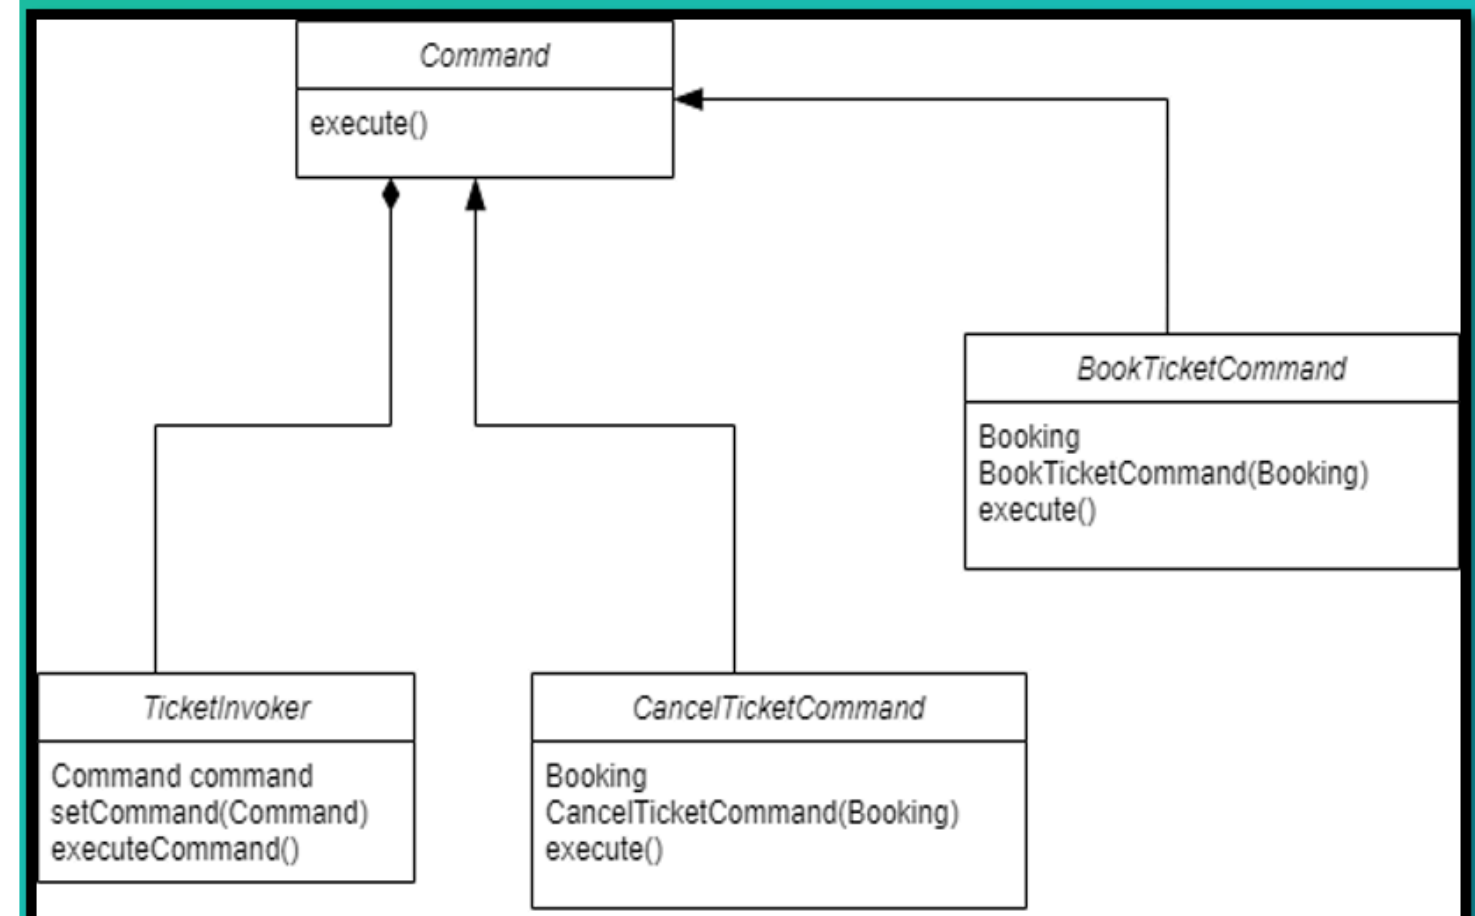 Command
execute()
BookTicketCommand
Booking
BookTicketCommand(Booking)
execute()
TicketInvoker
Command command
setCommand(Command)
executeCommand()
CancelTicketCommand
Booking
CancelTicketCommand(Booking)
execute()